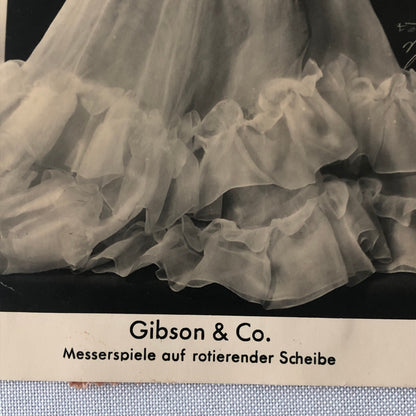 Gibson & Co.
Messerspiele auf rotierender Scheibe